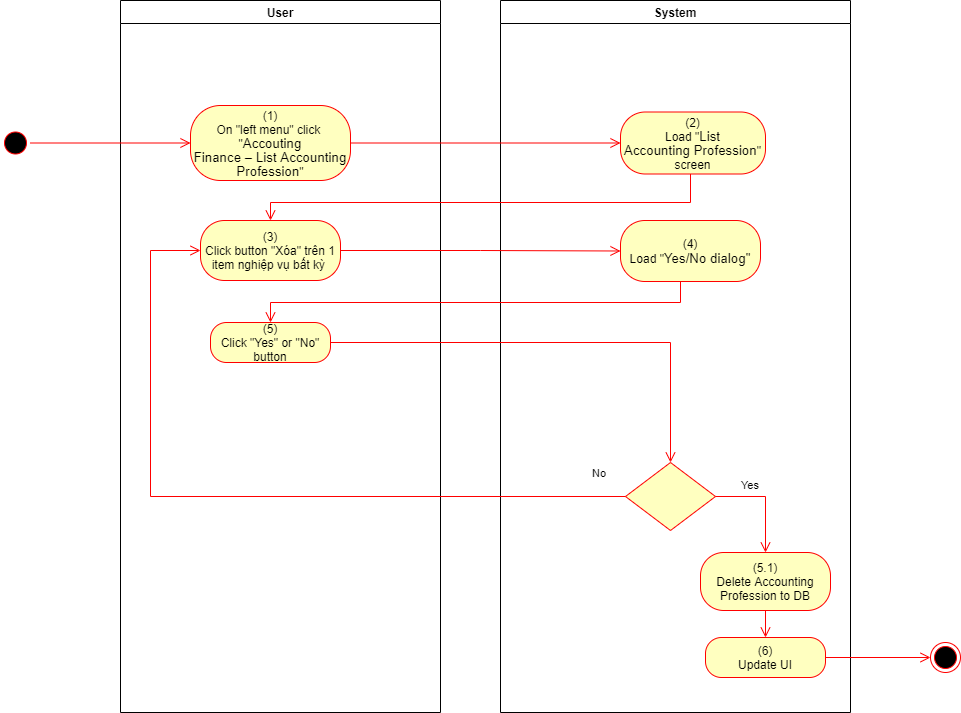 User
System
(1)
On "left menu" click
"Accouting
Finance – List Accounting
Profession"
(2)
Load "List
Accounting Profession"
screen
(3)
Click button "Xóa" trên 1
item nghiệp vụ bất kỳ
(4)
Load "Yes/No dialog"
(5)
Click "Yes" or "No"
button
No
Yes
(5.1)
Delete Accounting
Profession to DB
(6)
Update UI